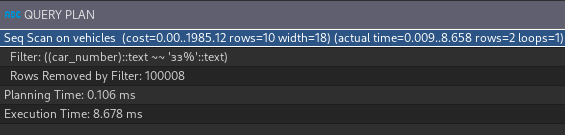 ABC QUERY PLAN
Seq Scan on vehicles (cost=0.00..1985.12 rows=10 width=18) (actual time=0.009..8.658 rows=2 loops=1)
Filter: ((car_number)::text ~~ 'зз%'::text)
Rows Removed by Filter: 100008
Planning Time: 0.106 ms
Execution Time: 8.678 ms